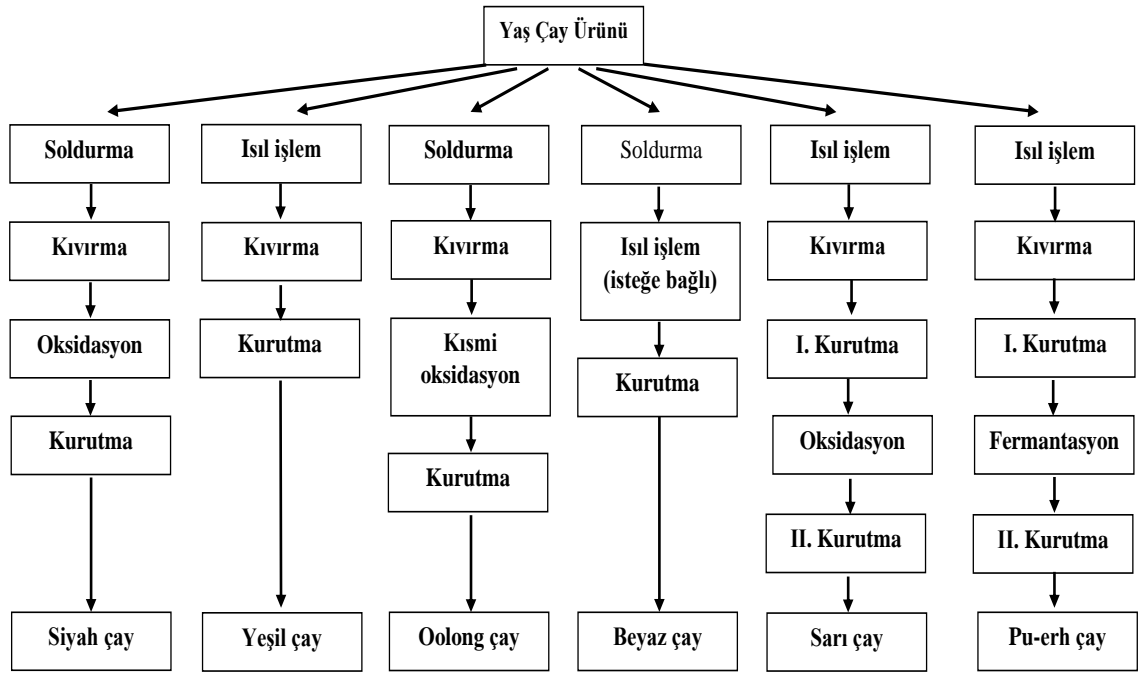 Yaş Çay Ürünü
Soldurma
Isıl işlem
Soldurma
Soldurma
Isıl işlem
Isıl işlem
Kıvırma
Kıvırma
Kıvırma
Isıl işlem
(isteğe bağlı)
Kıvırma
Kıvırma
Oksidasyon
Kurutma
Kısmi
oksidasyon
Kurutma
I. Kurutma
I. Kurutma
Kurutma
Kurutma
Oksidasyon
Fermantasyon
II. Kurutma
II. Kurutma
Siyah çay
Yeşil çay
Oolong çay
Beyaz çay
Sarı çay
Pu-erh çay